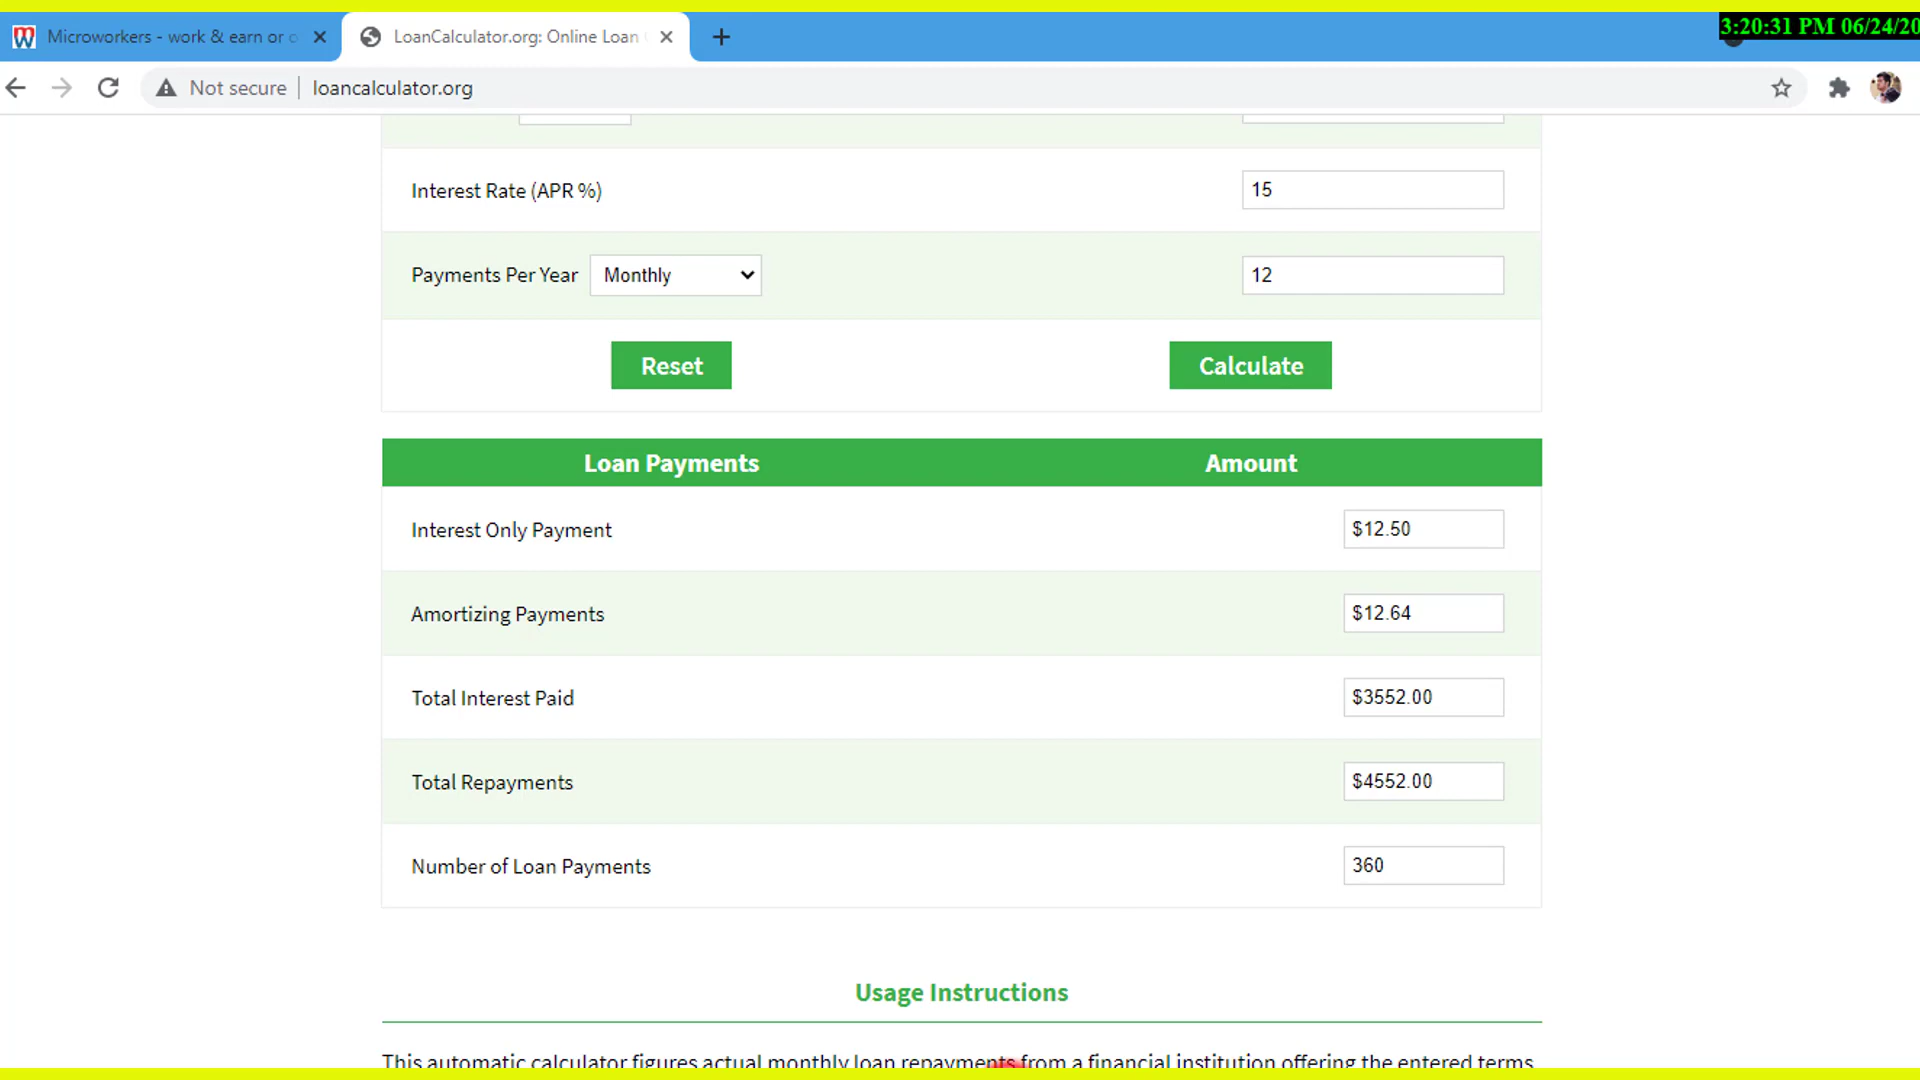 Microworkers - work & earn or o
LoanCalculator.org: Online Loan
3:20:31 PM 06/24/20
Not secure
loancalculator.org
Interest Rate (APR %)
15
Payments Per Year
Monthly
12
Reset
Calculate
Loan Payments
Amount
Interest Only Payment
$12.50
Amortizing Payments
$12.64
Total Interest Paid
$3552.00
Total Repayments
$4552.00
Number of Loan Payments
360
Usage Instructions
This automatic calculator figures actual monthly loan repayments from a financial institution offering the entered terms